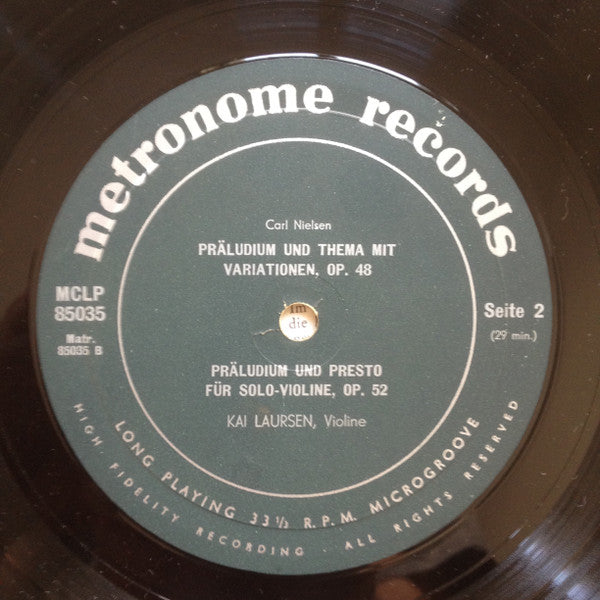 metronome records
Carl Nielsen
PRÄLUDIUM UND THEMA MIT
VARIATIONEN, OP. 48
MCLP
85035
Matr.
85035 B
Seite 2
(29 min.)
im
die
PRÄLUDIUM UND PRESTO
FÜR SOLO-VIOLINE, OP. 52
KAI LAURSEN, Violine
LONG PLAYING 33⅓ R.P.M. MICROGROOVE
HIGH - FIDELITY RECORDING · ALL RIGHTS RESERVED